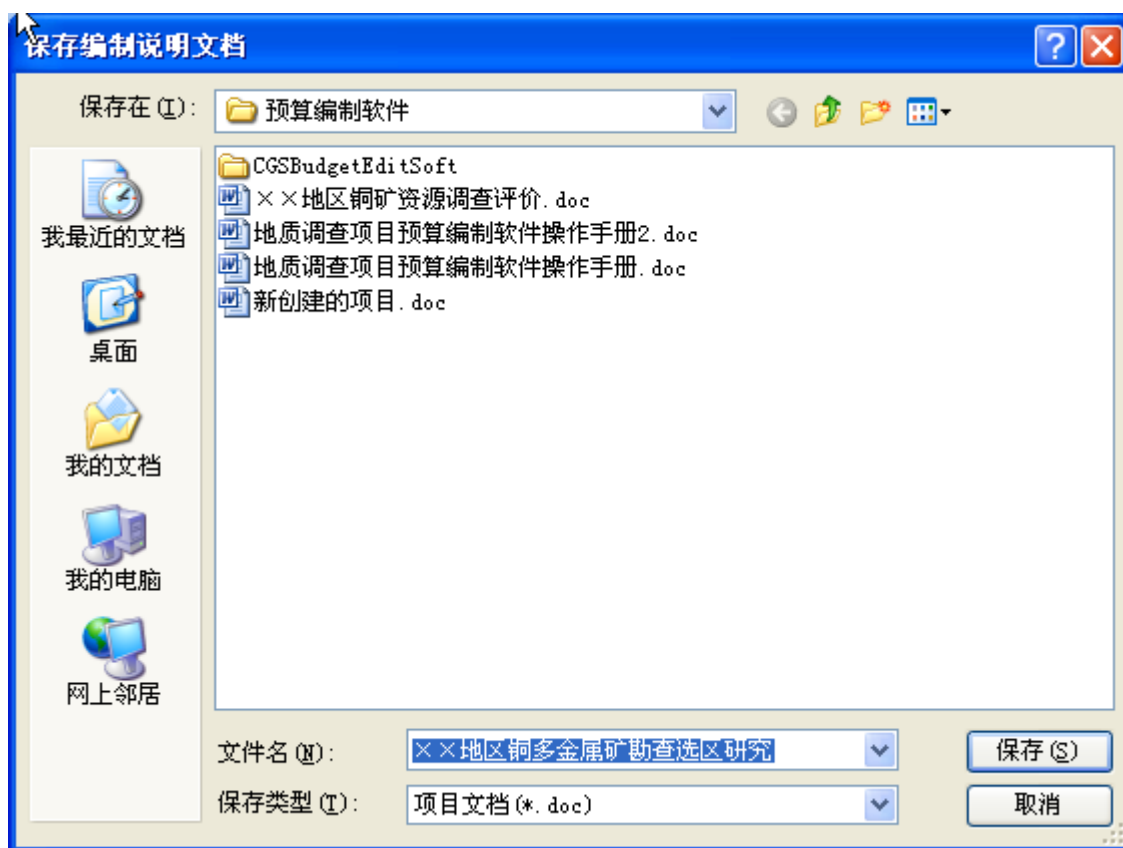 保存编制说明文档
保存在(I):
预算编制软件
CGSBudgetEditSoft
××地区铜矿资源调查评价.doc
地质调查项目预算编制软件操作手册2.doc
地质调查项目预算编制软件操作手册.doc
新创建的项目.doc
我最近的文档
桌面
我的文档
我的电脑
网上邻居
文件名(N):
××地区铜多金属矿勘查选区研究
保存(S)
保存类型(T):
项目文档(*.doc)
取消